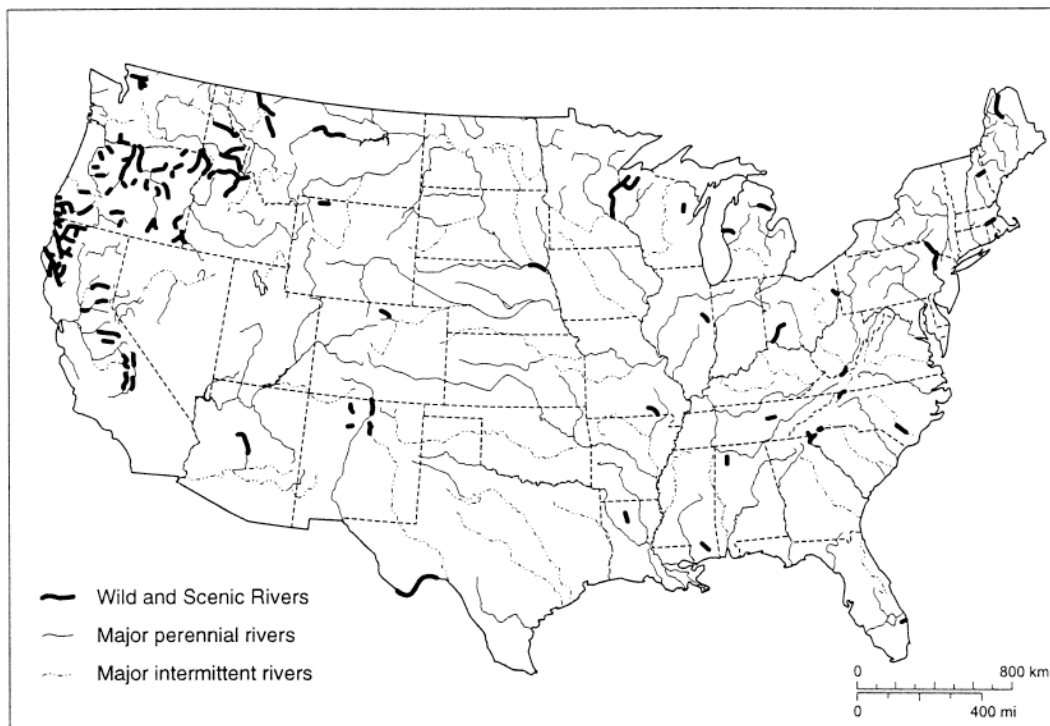 Wild and Scenic Rivers
Major perennial rivers
Major intermittent rivers
0 800 km
0 400 mi